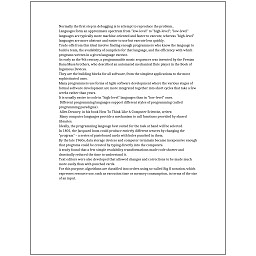 Normally the first step in debugging is to attempt to reproduce the problem.
Languages form an approximate spectrum from "low-level" to "high-level"; "low-level"
languages are typically more machine-oriented and faster to execute, whereas "high-level"
languages are more abstract and easier to use but execute less quickly.
Trade-offs from this ideal involve finding enough programmers who know the language to
build a team, the availability of compilers for that language, and the efficiency with which
programs written in a given language execute.
As early as the 9th century, a programmable music sequencer was invented by the Persian
Banu Musa brothers, who described an automated mechanical flute player in the Book of
Ingenious Devices.
They are the building blocks for all software, from the simplest applications to the most
sophisticated ones.
Many programmers use forms of Agile software development where the various stages of
formal software development are more integrated together into short cycles that take a few
weeks rather than years.
It is usually easier to code in "high-level" languages than in "low-level" ones.
Different programming languages support different styles of programming (called
programming paradigms).
Allen Downey, in his book How To Think Like A Computer Scientist, writes:
Many computer languages provide a mechanism to call functions provided by shared
libraries.
Ideally, the programming language best suited for the task at hand will be selected.
In 1801, the Jacquard loom could produce entirely different weaves by changing the
"program" – a series of pasteboard cards with holes punched in them.
By the late 1960s, data storage devices and computer terminals became inexpensive enough
that programs could be created by typing directly into the computers.
A study found that a few simple readability transformations made code shorter and
drastically reduced the time to understand it.
Text editors were also developed that allowed changes and corrections to be made much
more easily than with punched cards.
For this purpose, algorithms are classified into orders using so-called Big O notation, which
expresses resource use, such as execution time or memory consumption, in terms of the size
of an input.